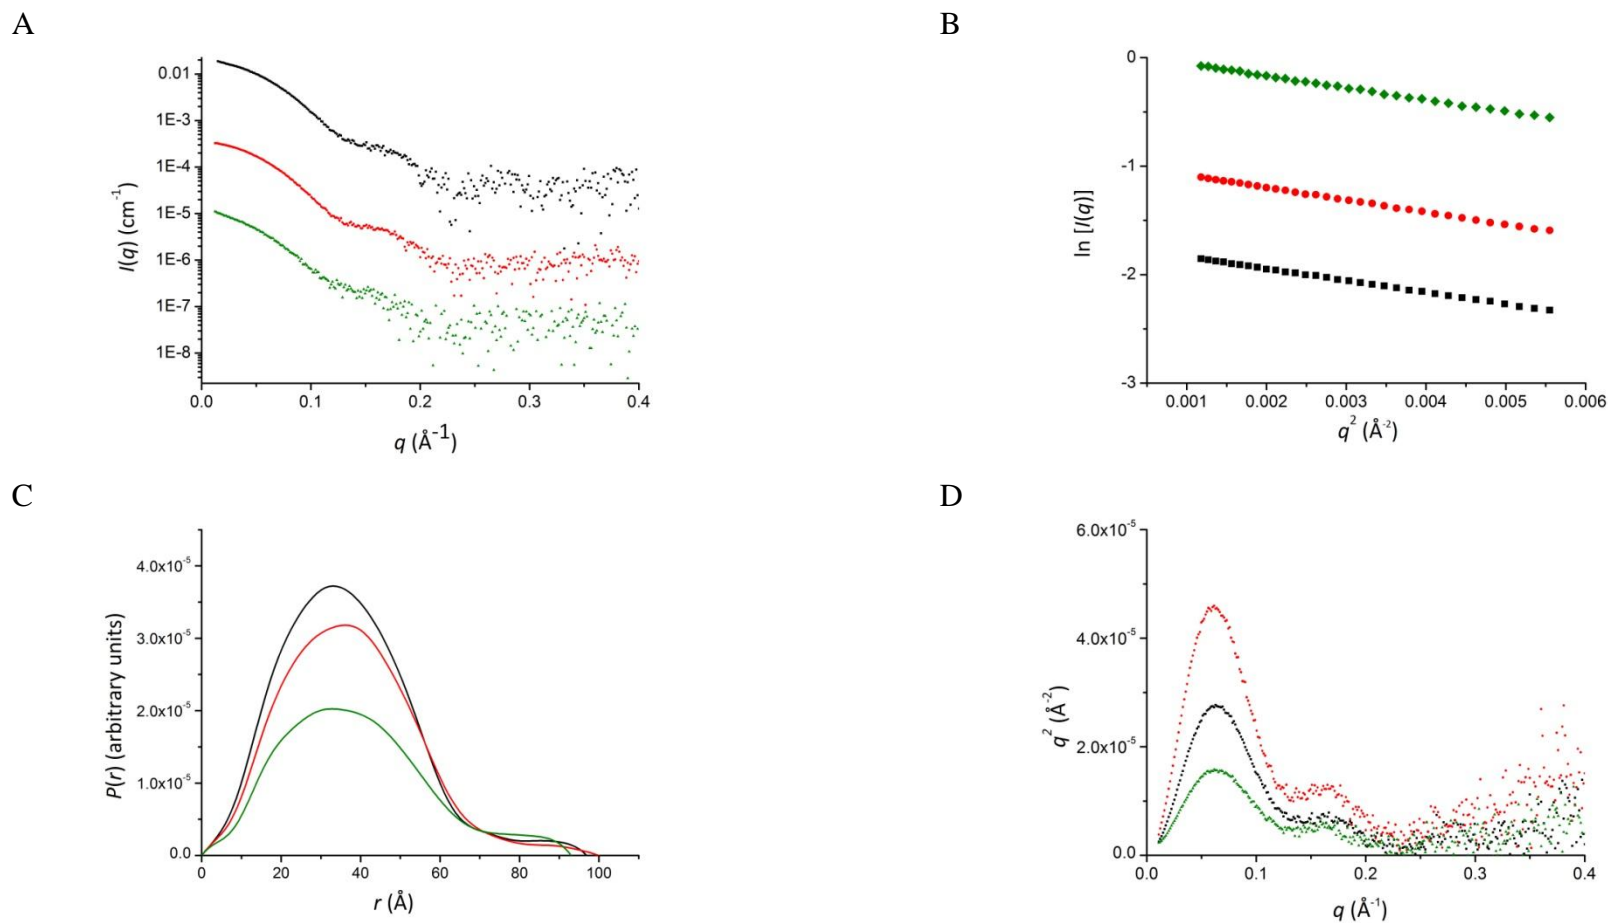 A
0.01
1E-3
1E-4
1E-5
1E-6
1E-7
1E-8
I(q) (cm⁻¹)
0.0 0.1 0.2 0.3 0.4
q (Å⁻¹)
B
0
-1
-2
-3
ln [I(q)]
0.001 0.002 0.003 0.004 0.005 0.006
q² (Å⁻²)
C
4.0x10⁻⁵
3.0x10⁻⁵
2.0x10⁻⁵
1.0x10⁻⁵
0.0
P(r) (arbitrary units)
0 20 40 60 80 100
r (Å)
D
6.0x10⁻⁵
4.0x10⁻⁵
2.0x10⁻⁵
0.0
q² (Å⁻²)
0.0 0.1 0.2 0.3 0.4
q (Å⁻¹)